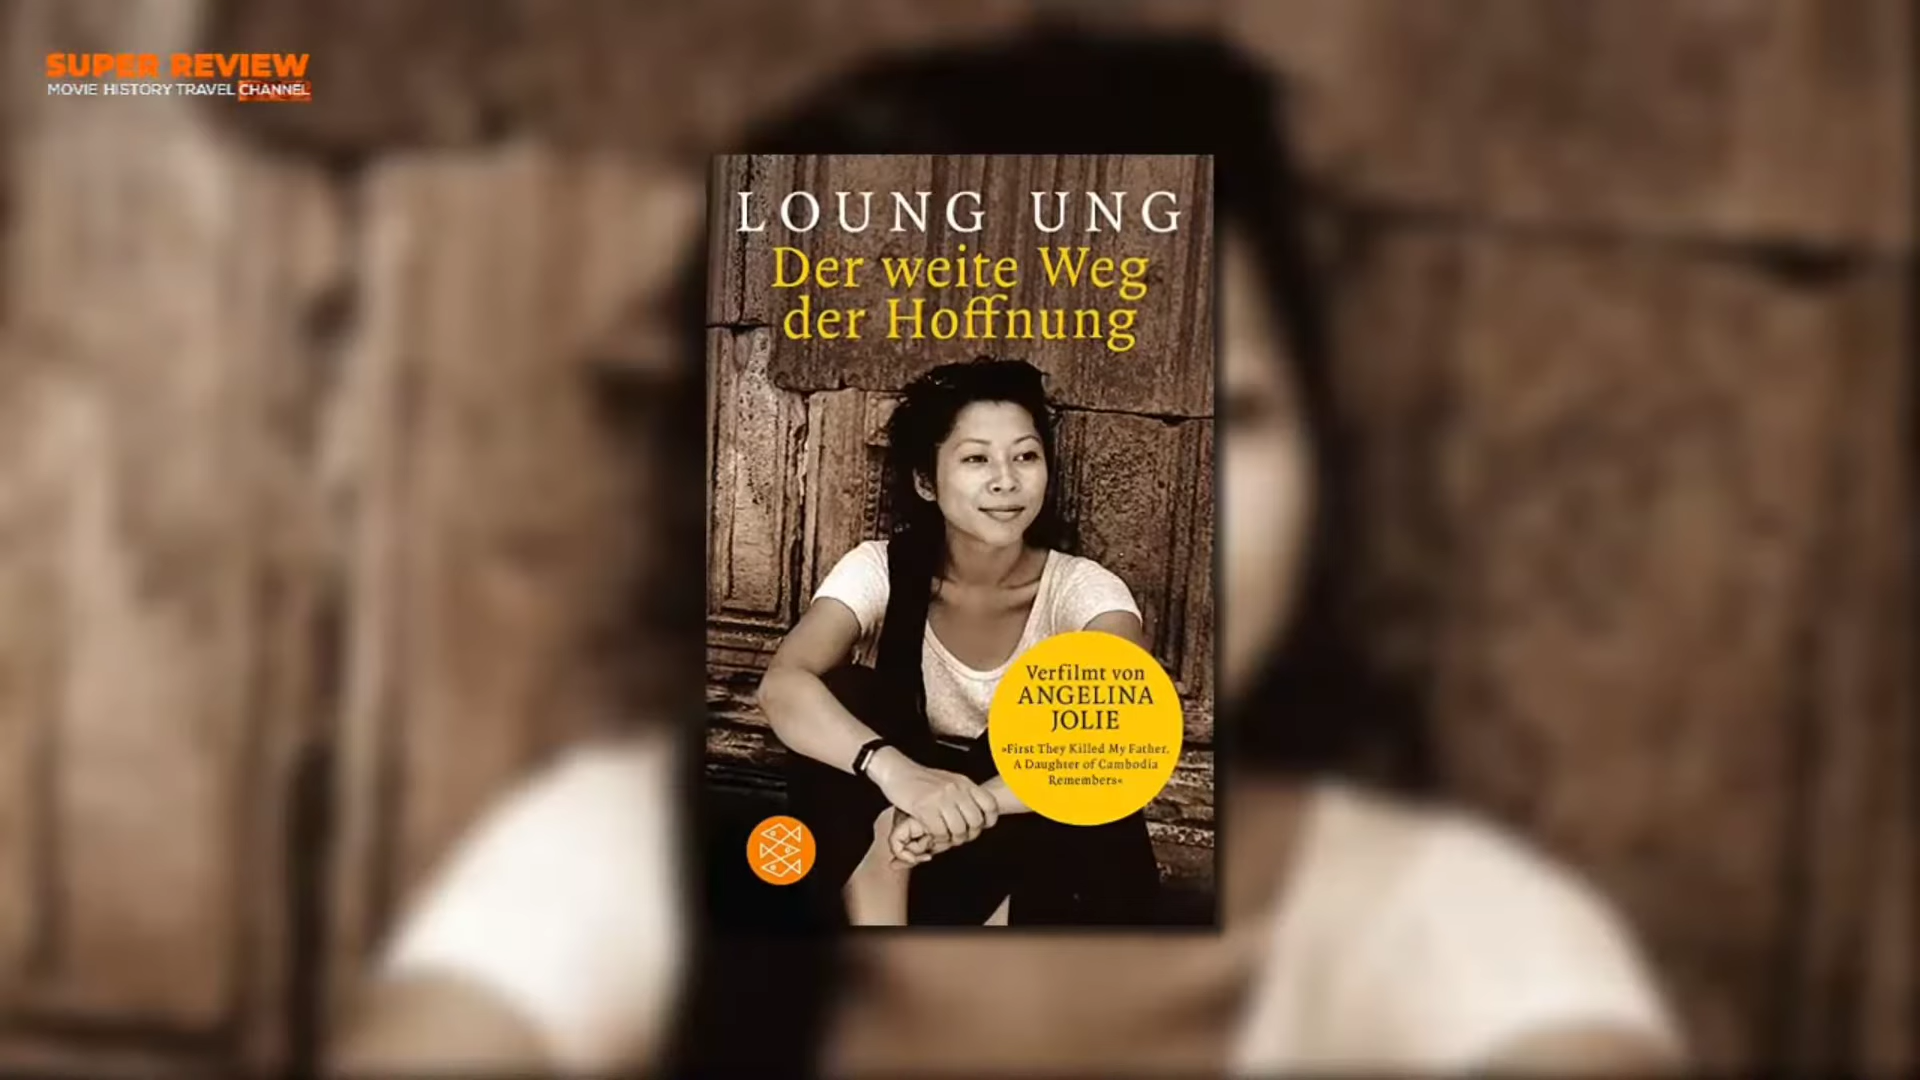 SUPER REVIEW
MOVIE HISTORY TRAVEL CHANNEL
LOUNG UNG
Der weite Weg
der Hoffnung
Verfilmt von
ANGELINA
JOLIE
»First They Killed My Father.
A Daughter of Cambodia
Remembers«